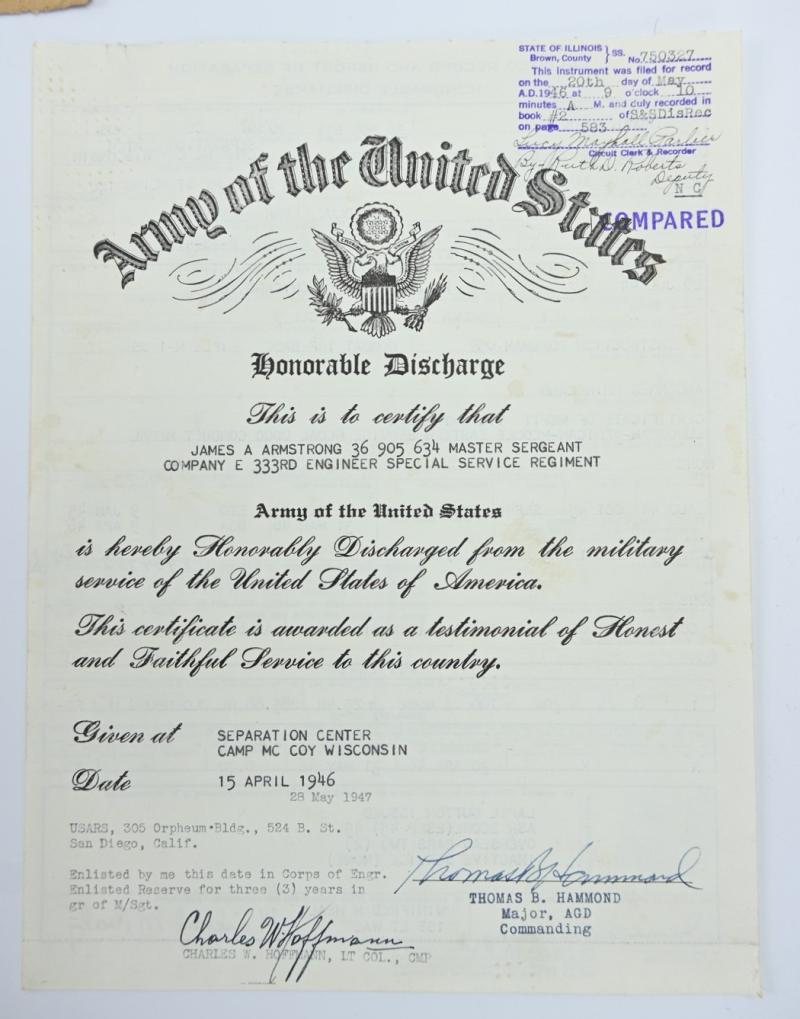 STATE OF ILLINOIS } SS. No. 750327
Brown, County
This instrument was filed for record
on the 20th day of May
A.D. 1946 at 9 o'clock 10
minutes A M. and duly recorded in
book #2 of S&SDisRec
on page 583
Circuit Clerk & Recorder
By Ruth D. Roberts
Deputy
N C
COMPARED
Army of the United States
Honorable Discharge
This is to certify that
JAMES A ARMSTRONG 36 905 634 MASTER SERGEANT
COMPANY E 333RD ENGINEER SPECIAL SERVICE REGIMENT
Army of the United States
is hereby Honorably Discharged from the military
service of the United States of America.
This certificate is awarded as a testimonial of Honest
and Faithful Service to this country.
Given at SEPARATION CENTER
CAMP MC COY WISCONSIN
Date 15 APRIL 1946
28 May 1947
USARS, 305 Orpheum Bldg., 524 B. St.
San Diego, Calif.
Enlisted by me this date in Corps of Engr.
Enlisted Reserve for three (3) years in
gr of M/Sgt.
Thomas B Hammond
THOMAS B. HAMMOND
Major, AGD
Commanding
Charles W Hoffmann
CHARLES W. HOFFMANN, LT COL., CMP